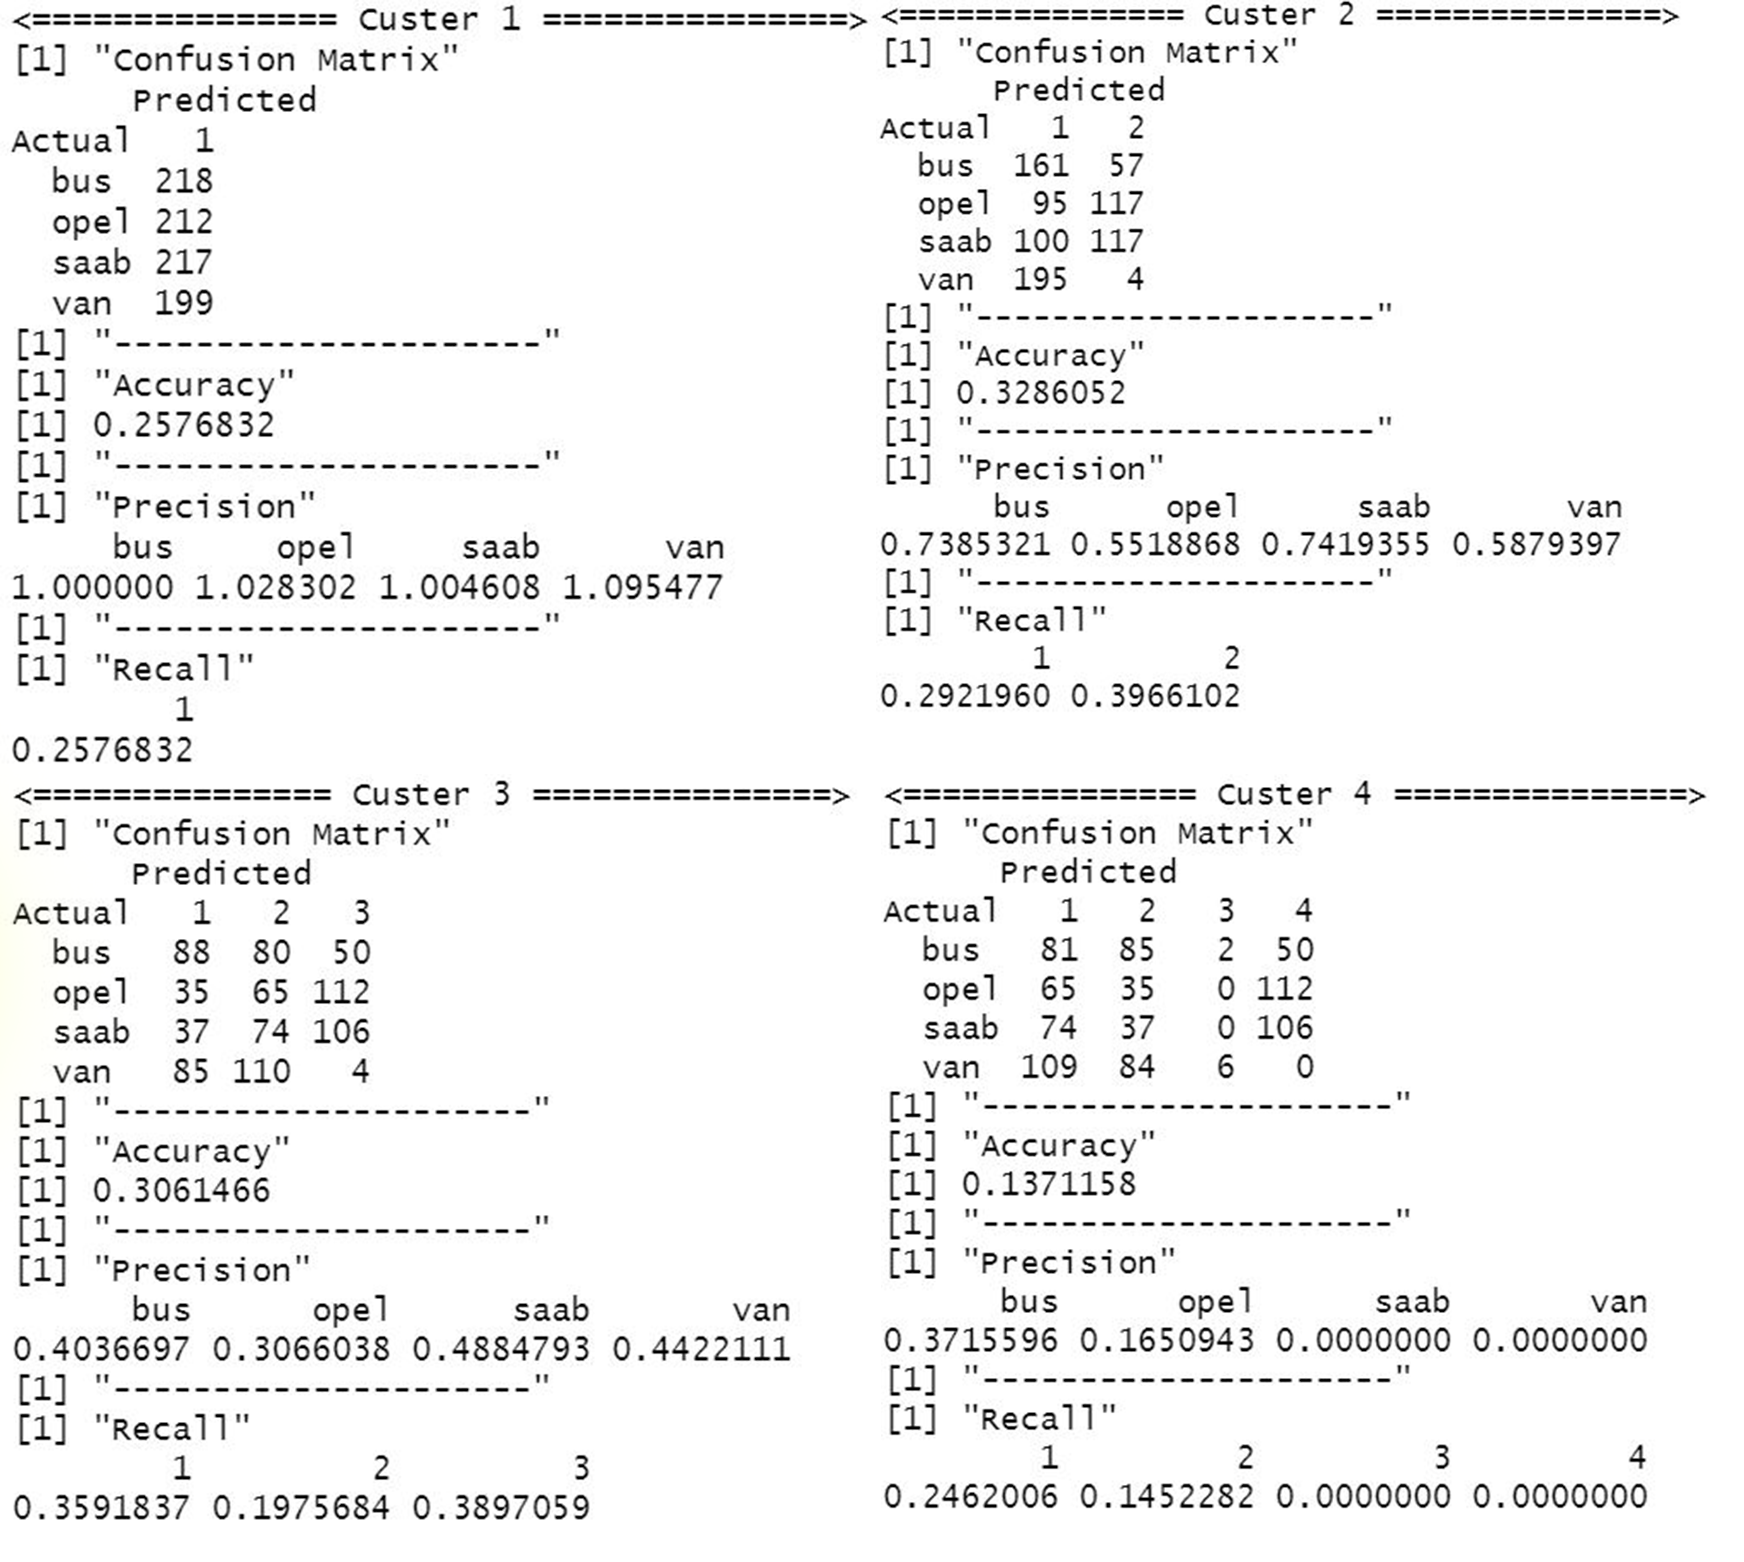 <=============== Custer 1 ===============>
[1] "Confusion Matrix"
Predicted
Actual 1
bus 218
opel 212
saab 217
van 199
[1] "---------------------"
[1] "Accuracy"
[1] 0.2576832
[1] "---------------------"
[1] "Precision"
bus opel saab van
1.000000 1.028302 1.004608 1.095477
[1] "---------------------"
[1] "Recall"
1
0.2576832
<=============== Custer 2 ===============>
[1] "Confusion Matrix"
Predicted
Actual 1 2
bus 161 57
opel 95 117
saab 100 117
van 195 4
[1] "---------------------"
[1] "Accuracy"
[1] 0.3286052
[1] "---------------------"
[1] "Precision"
bus opel saab van
0.7385321 0.5518868 0.7419355 0.5879397
[1] "---------------------"
[1] "Recall"
1 2
0.2921960 0.3966102
<=============== Custer 3 ===============>
[1] "Confusion Matrix"
Predicted
Actual 1 2 3
bus 88 80 50
opel 35 65 112
saab 37 74 106
van 85 110 4
[1] "---------------------"
[1] "Accuracy"
[1] 0.3061466
[1] "---------------------"
[1] "Precision"
bus opel saab van
0.4036697 0.3066038 0.4884793 0.4422111
[1] "---------------------"
[1] "Recall"
1 2 3
0.3591837 0.1975684 0.3897059
<=============== Custer 4 ===============>
[1] "Confusion Matrix"
Predicted
Actual 1 2 3 4
bus 81 85 2 50
opel 65 35 0 112
saab 74 37 0 106
van 109 84 6 0
[1] "---------------------"
[1] "Accuracy"
[1] 0.1371158
[1] "---------------------"
[1] "Precision"
bus opel saab van
0.3715596 0.1650943 0.0000000 0.0000000
[1] "---------------------"
[1] "Recall"
1 2 3 4
0.2462006 0.1452282 0.0000000 0.0000000